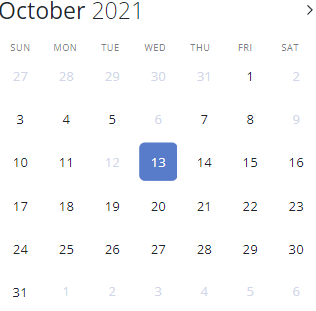 October 2021
SUN MON TUE WED THU FRI SAT
27 28 29 30 31 1 2
3 4 5 6 7 8 9
10 11 12 13 14 15 16
17 18 19 20 21 22 23
24 25 26 27 28 29 30
31 1 2 3 4 5 6